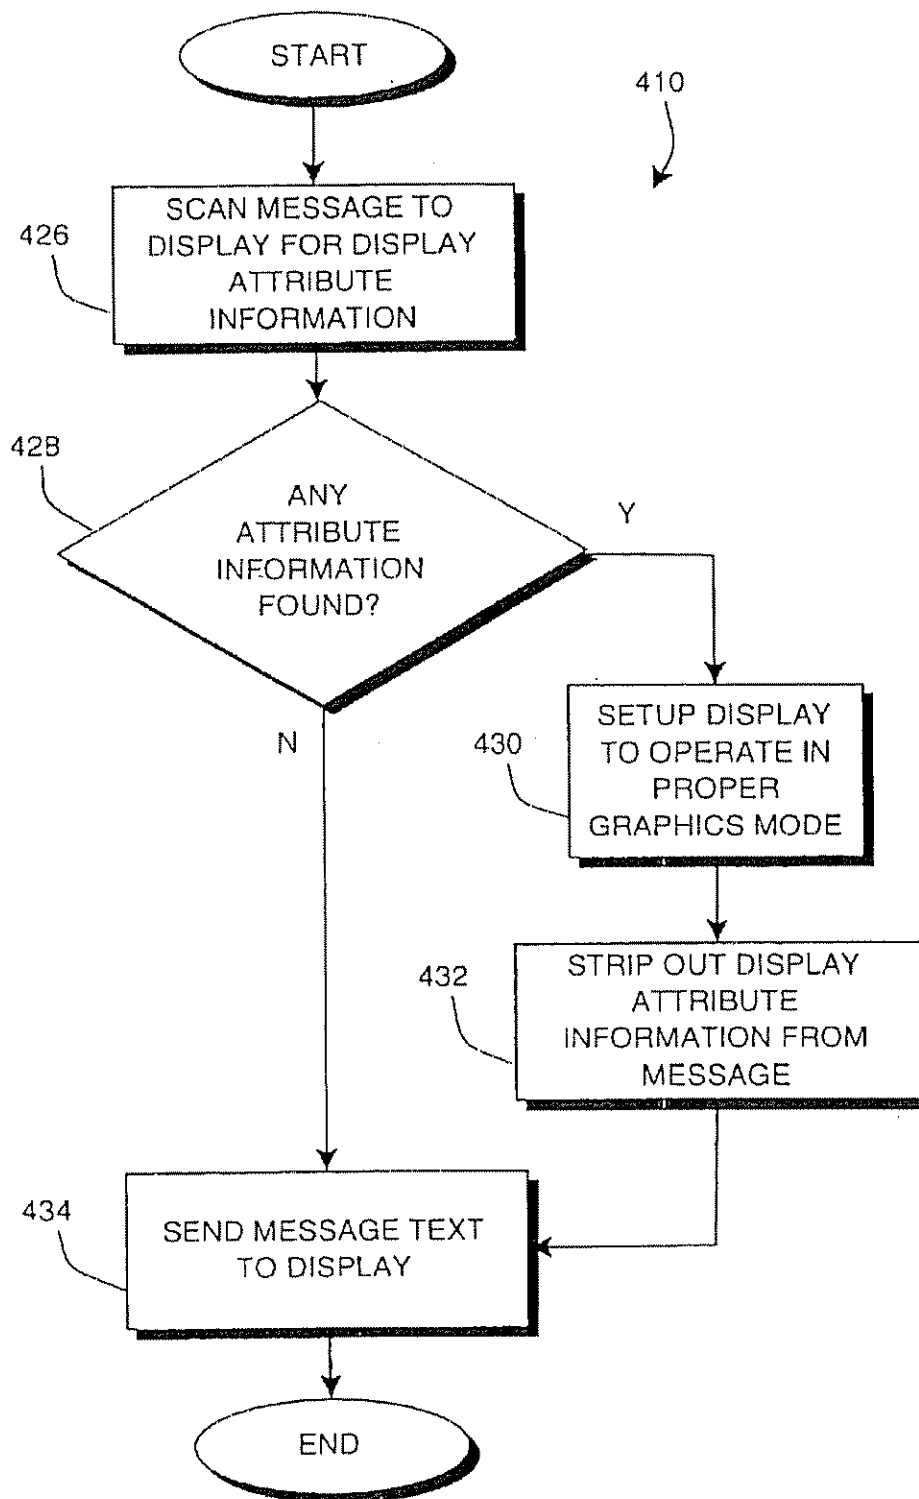 START
410
SCAN MESSAGE TO
DISPLAY FOR DISPLAY
ATTRIBUTE
INFORMATION
426
428
ANY
ATTRIBUTE
INFORMATION
FOUND?
Y
N
SETUP DISPLAY
TO OPERATE IN
PROPER
GRAPHICS MODE
430
STRIP OUT DISPLAY
ATTRIBUTE
INFORMATION FROM
MESSAGE
432
434
SEND MESSAGE TEXT
TO DISPLAY
END